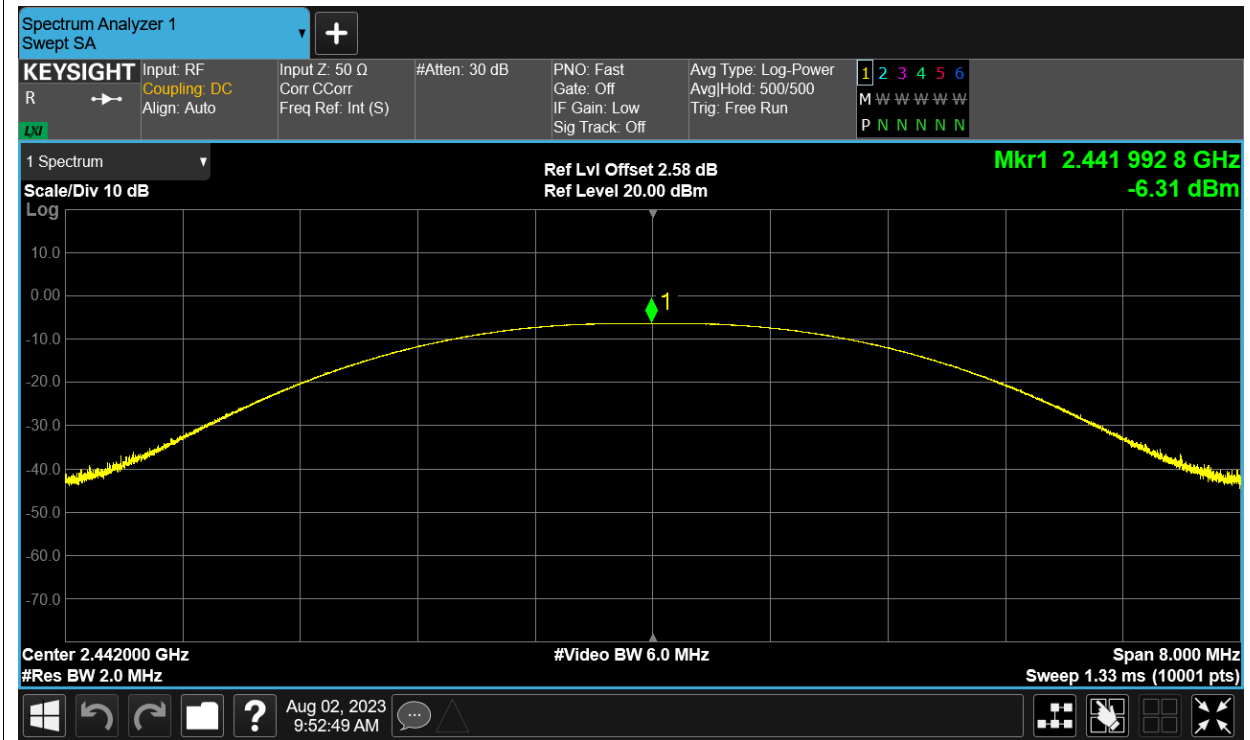 Spectrum Analyzer 1
Swept SA
+
KEYSIGHT
R
LXI
Input: RF
Coupling: DC
Align: Auto
Input Z: 50 Ω
Corr CCorr
Freq Ref: Int (S)
#Atten: 30 dB
PNO: Fast
Gate: Off
IF Gain: Low
Sig Track: Off
Avg Type: Log-Power
Avg|Hold: 500/500
Trig: Free Run
1 2 3 4 5 6
M W W W W W
P N N N N N
1 Spectrum
Scale/Div 10 dB
Log
Ref Lvl Offset 2.58 dB
Ref Level 20.00 dBm
Mkr1 2.441 992 8 GHz
-6.31 dBm
10.0
0.00
1
-10.0
-20.0
-30.0
-40.0
-50.0
-60.0
-70.0
Center 2.442000 GHz
#Video BW 6.0 MHz
Span 8.000 MHz
#Res BW 2.0 MHz
Sweep 1.33 ms (10001 pts)
?
Aug 02, 2023
9:52:49 AM